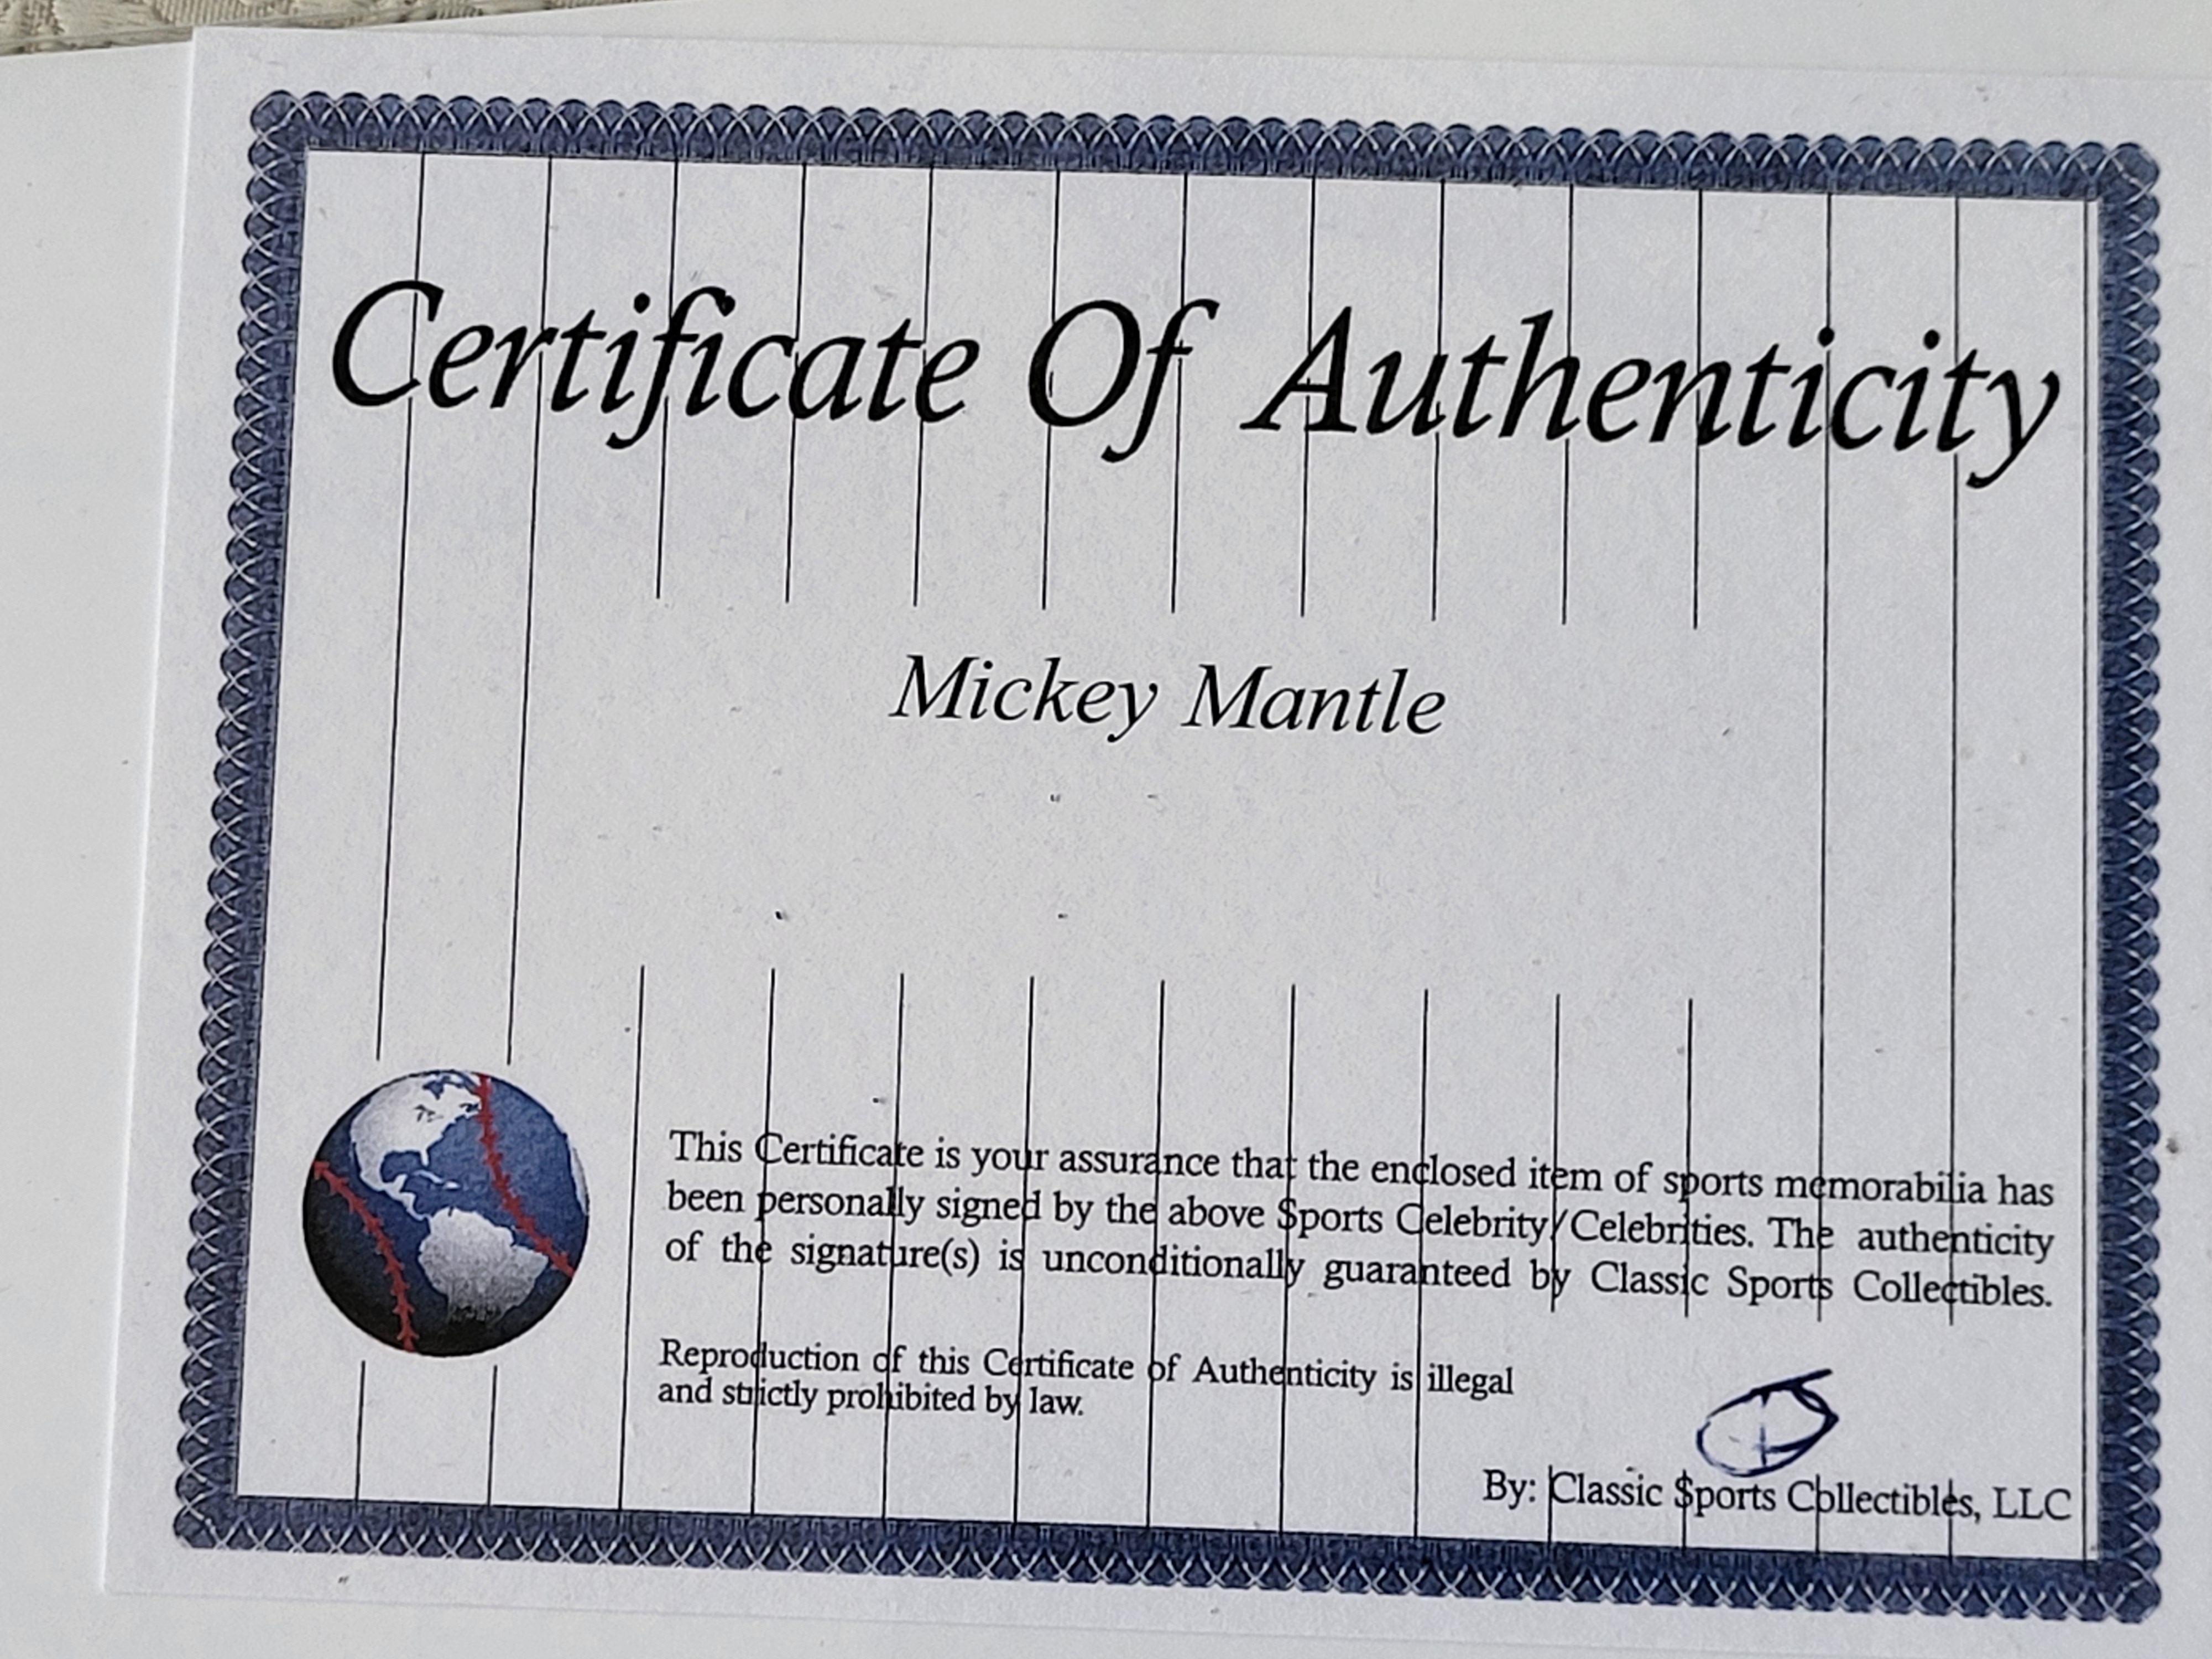 Certificate Of Authenticity
Mickey Mantle
This Certificate is your assurance that the enclosed item of sports memorabilia has
been personally signed by the above Sports Celebrity/Celebrities. The authenticity
of the signature(s) is unconditionally guaranteed by Classic Sports Collectibles.
Reproduction of this Certificate of Authenticity is illegal
and strictly prohibited by law.
By: Classic Sports Collectibles, LLC